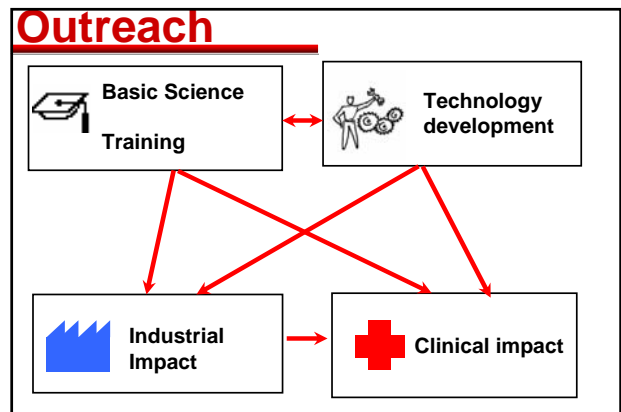 Outreach
Basic Science
Training
Technology
development
Industrial
Impact
Clinical impact